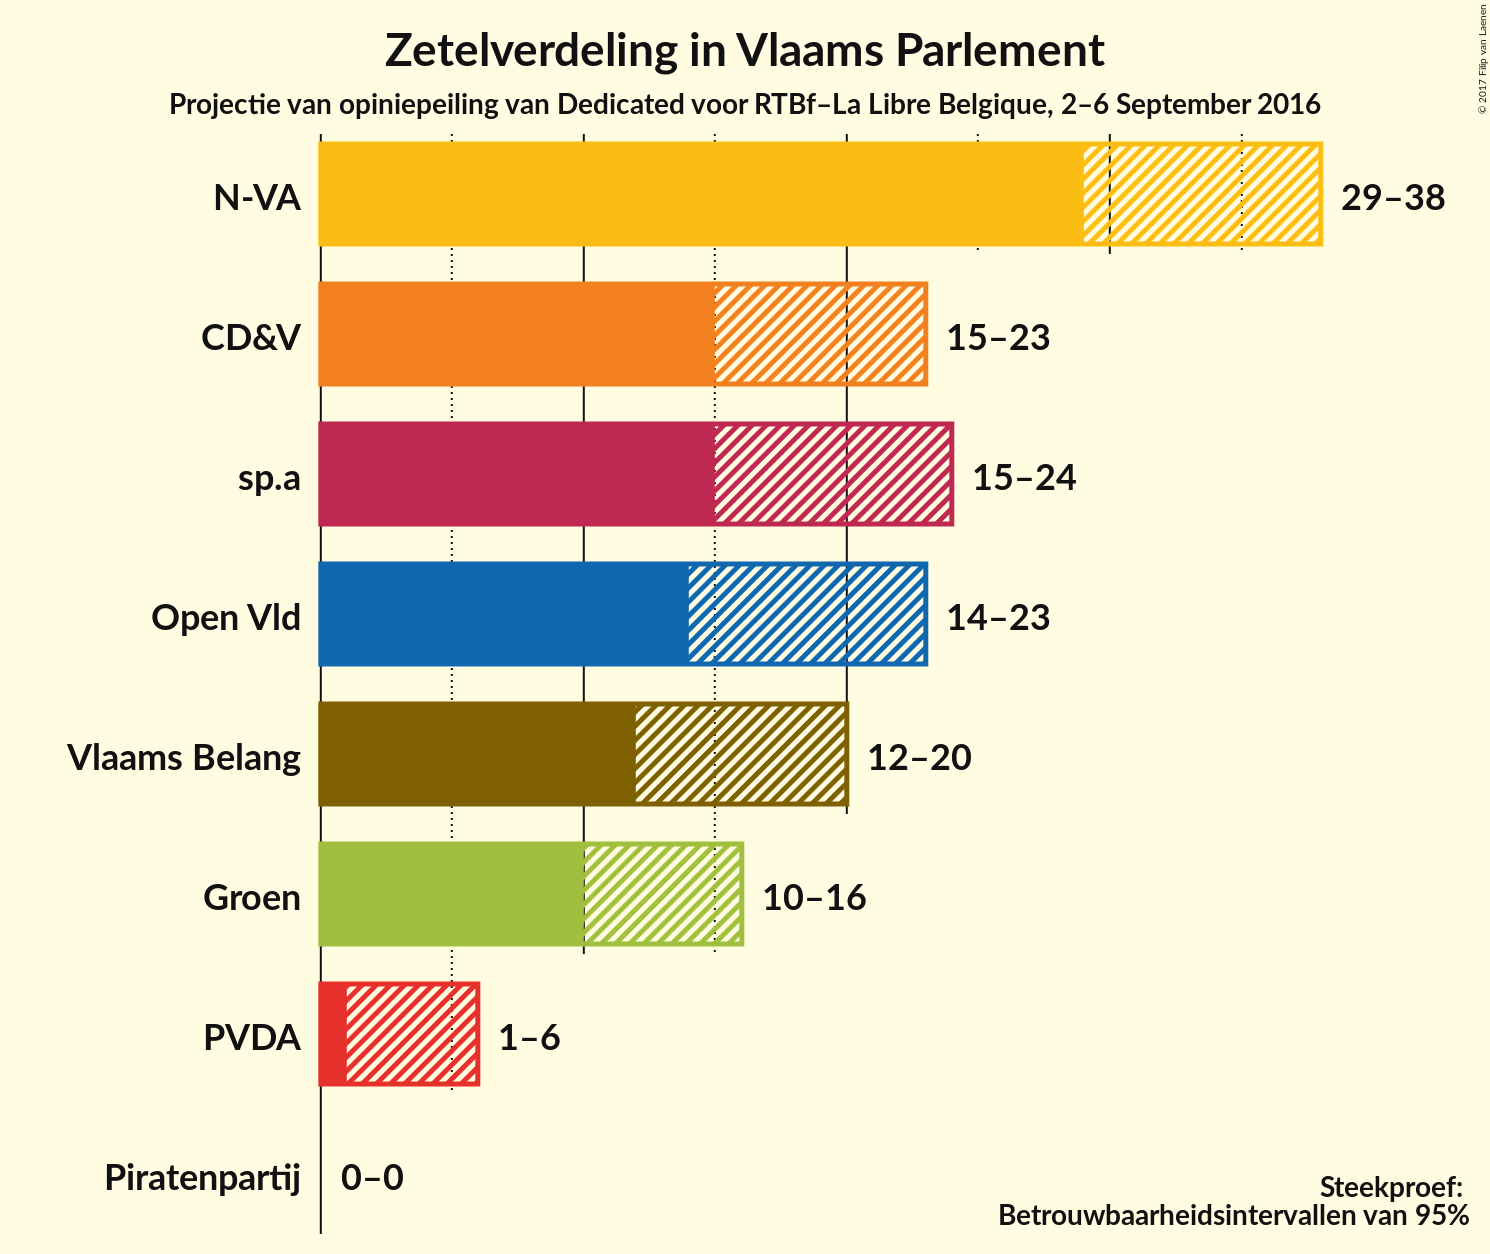 Zetelverdeling in Vlaams Parlement
Projectie van opiniepeiling van Dedicated voor RTBf–La Libre Belgique, 2–6 September 2016
© 2017 Filip van Laenen
N-VA
29–38
CD&V
15–23
sp.a
15–24
Open Vld
14–23
Vlaams Belang
12–20
Groen
10–16
PVDA
1–6
Piratenpartij
0–0
Steekproef:
Betrouwbaarheidsintervallen van 95%